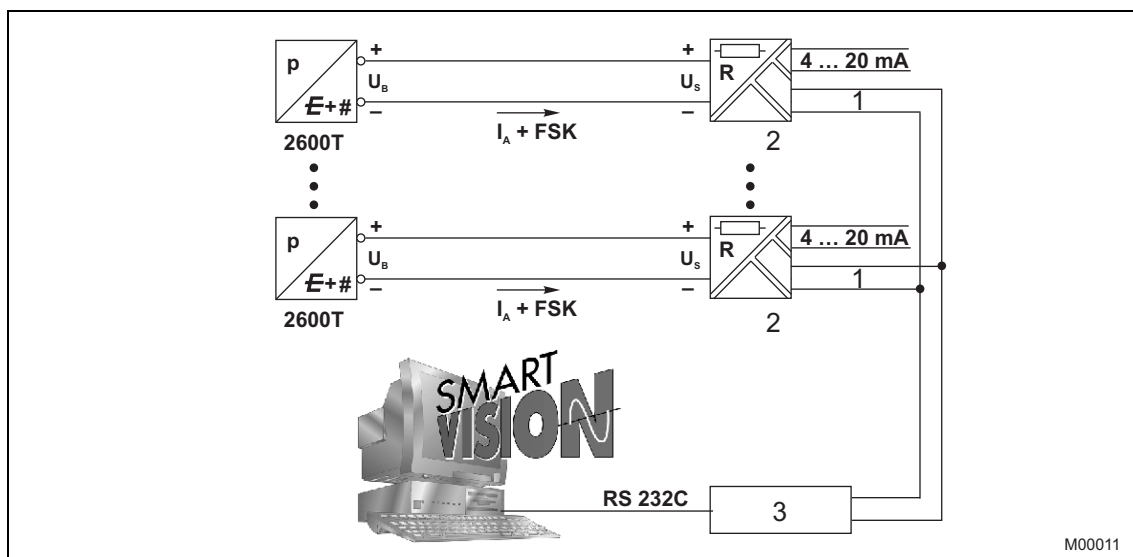 p
E+#
2600T
+
U_B
–
I_A + FSK
+
U_S
–
R
4 ... 20 mA
1
2
p
E+#
2600T
+
U_B
–
I_A + FSK
+
U_S
–
R
4 ... 20 mA
1
2
SMART
VISION
RS 232C
3
M00011